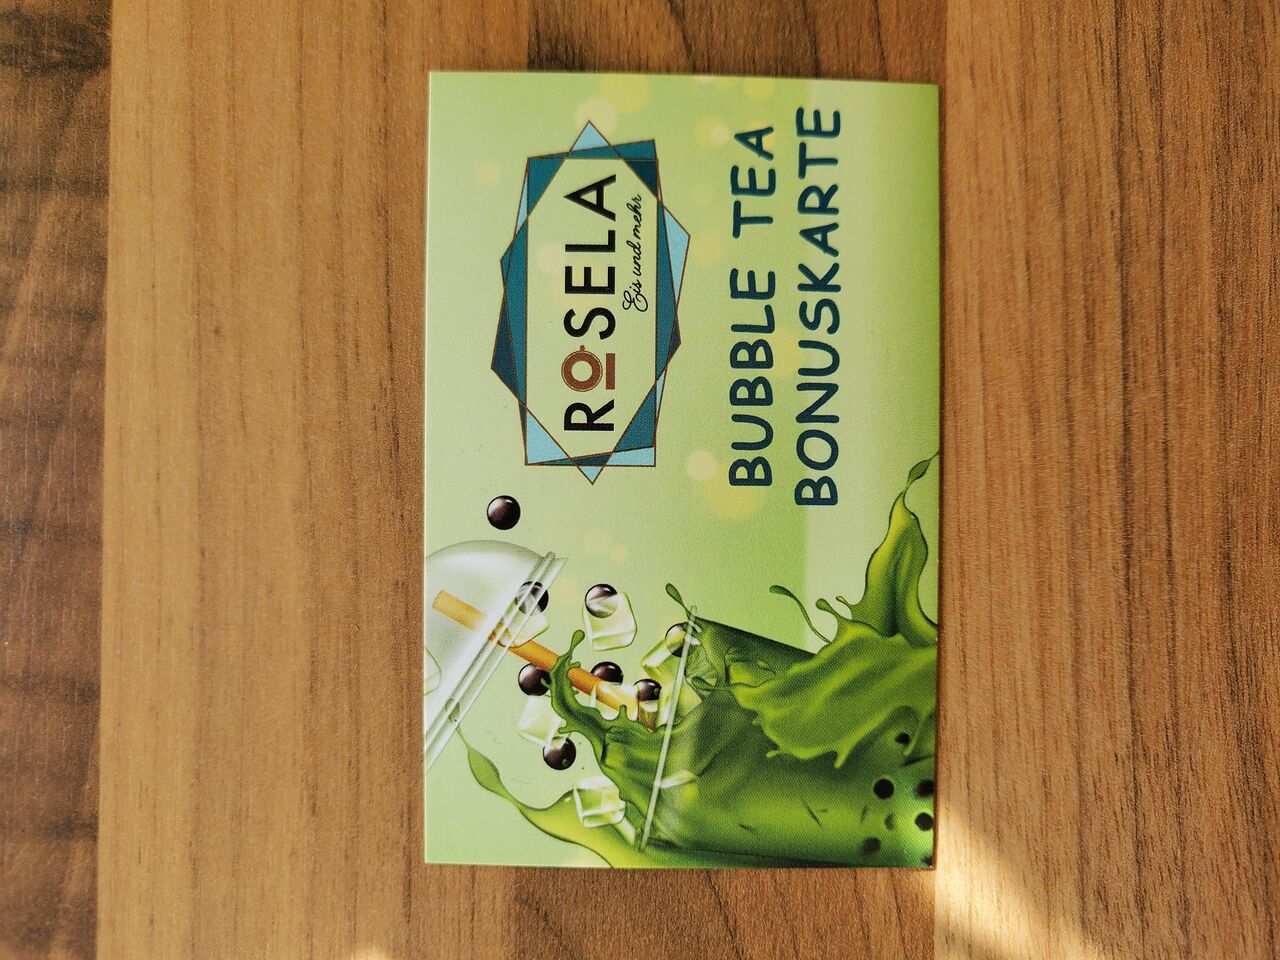 ROSELA
Eis und mehr
BUBBLE TEA
BONUSKARTE